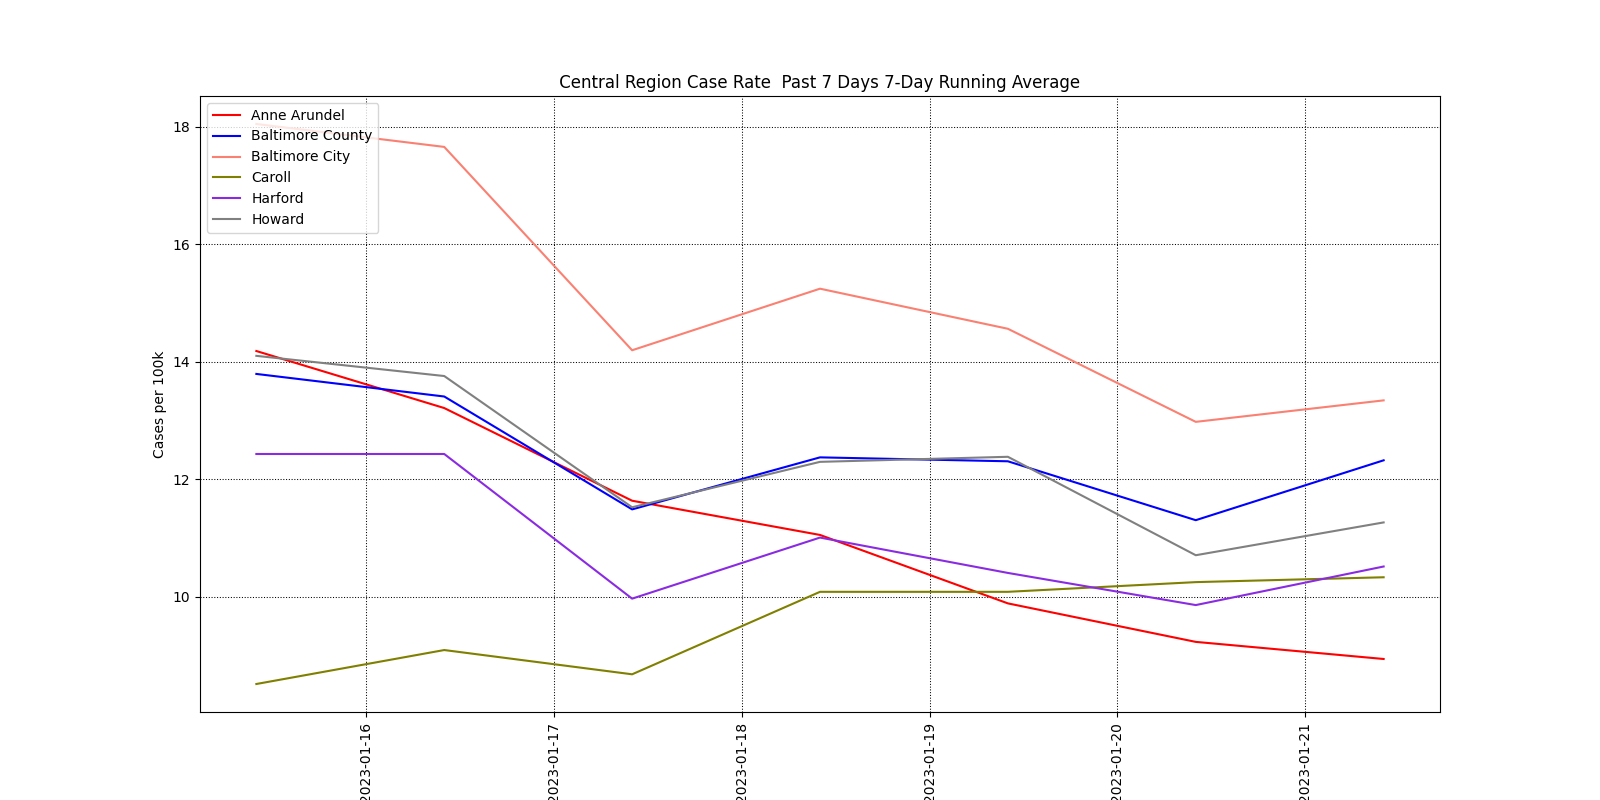 Central Region Case Rate  Past 7 Days 7-Day Running Average
Anne Arundel
Baltimore County
Baltimore City
Caroll
Harford
Howard
Cases per 100k
18
16
14
12
10
2023-01-16
2023-01-17
2023-01-18
2023-01-19
2023-01-20
2023-01-21